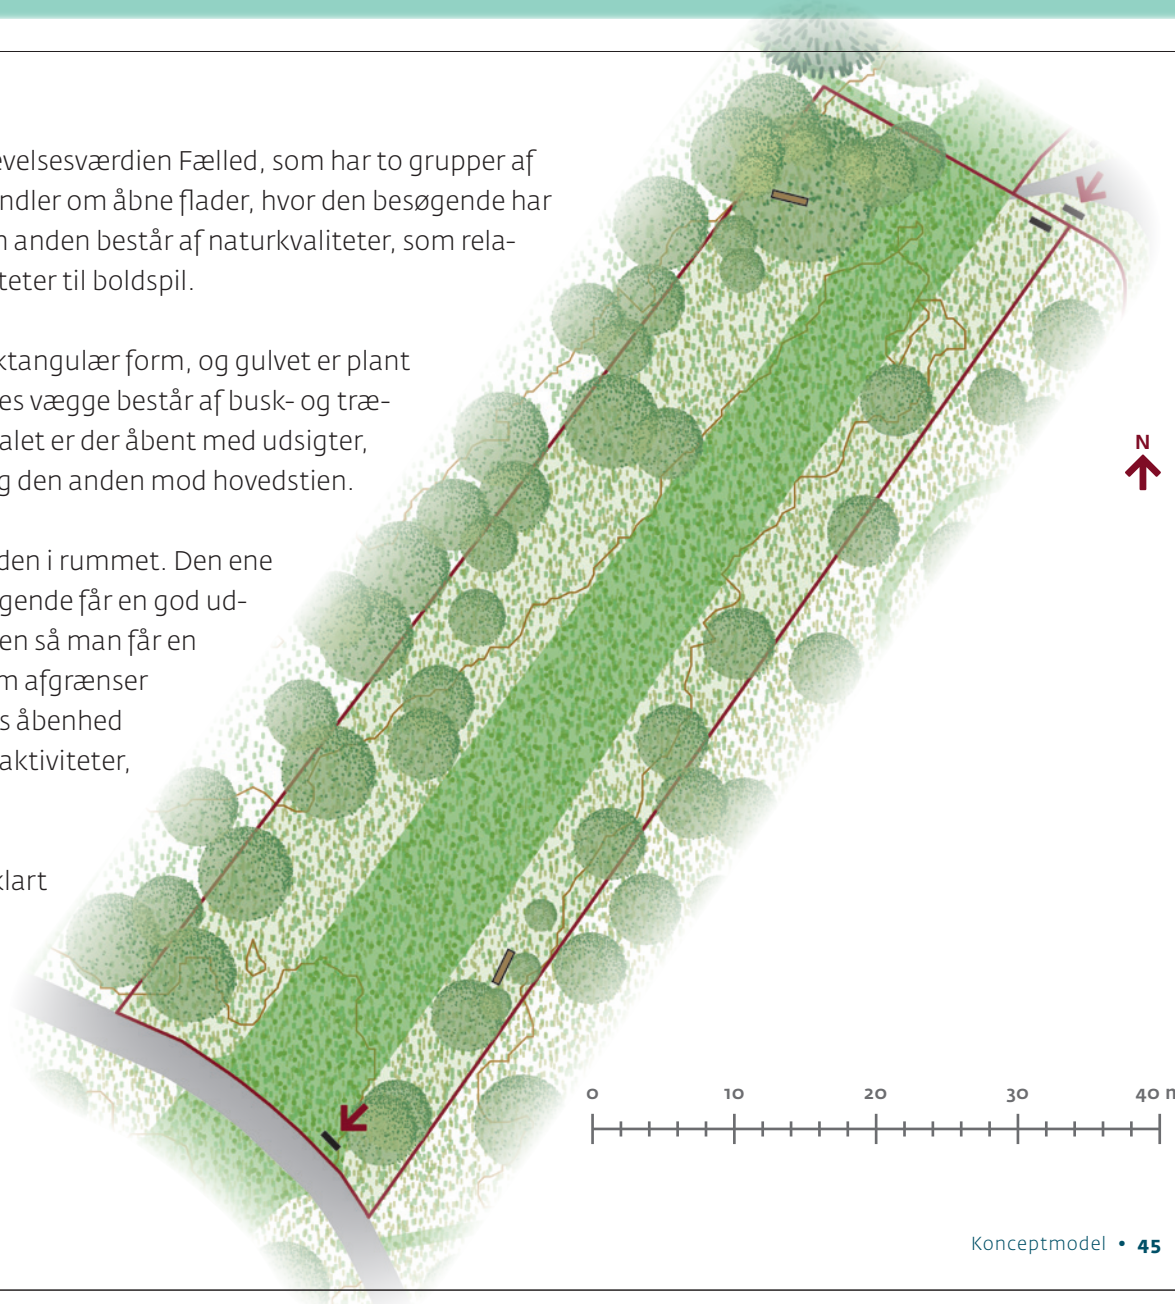 evelsesværdien Fælled, som har to grupper af
ndler om åbne flader, hvor den besøgende har
n anden består af naturkvaliteter, som rela-
teter til boldspil.
ktangulær form, og gulvet er plant
es vægge består af busk- og træ-
alet er der åbent med udsigter,
g den anden mod hovedstien.
den i rummet. Den ene
gende får en god ud-
en så man får en
m afgrænser
s åbenhed
aktiviteter,
klart
N
0 10 20 30 40 m
Konceptmodel • 45